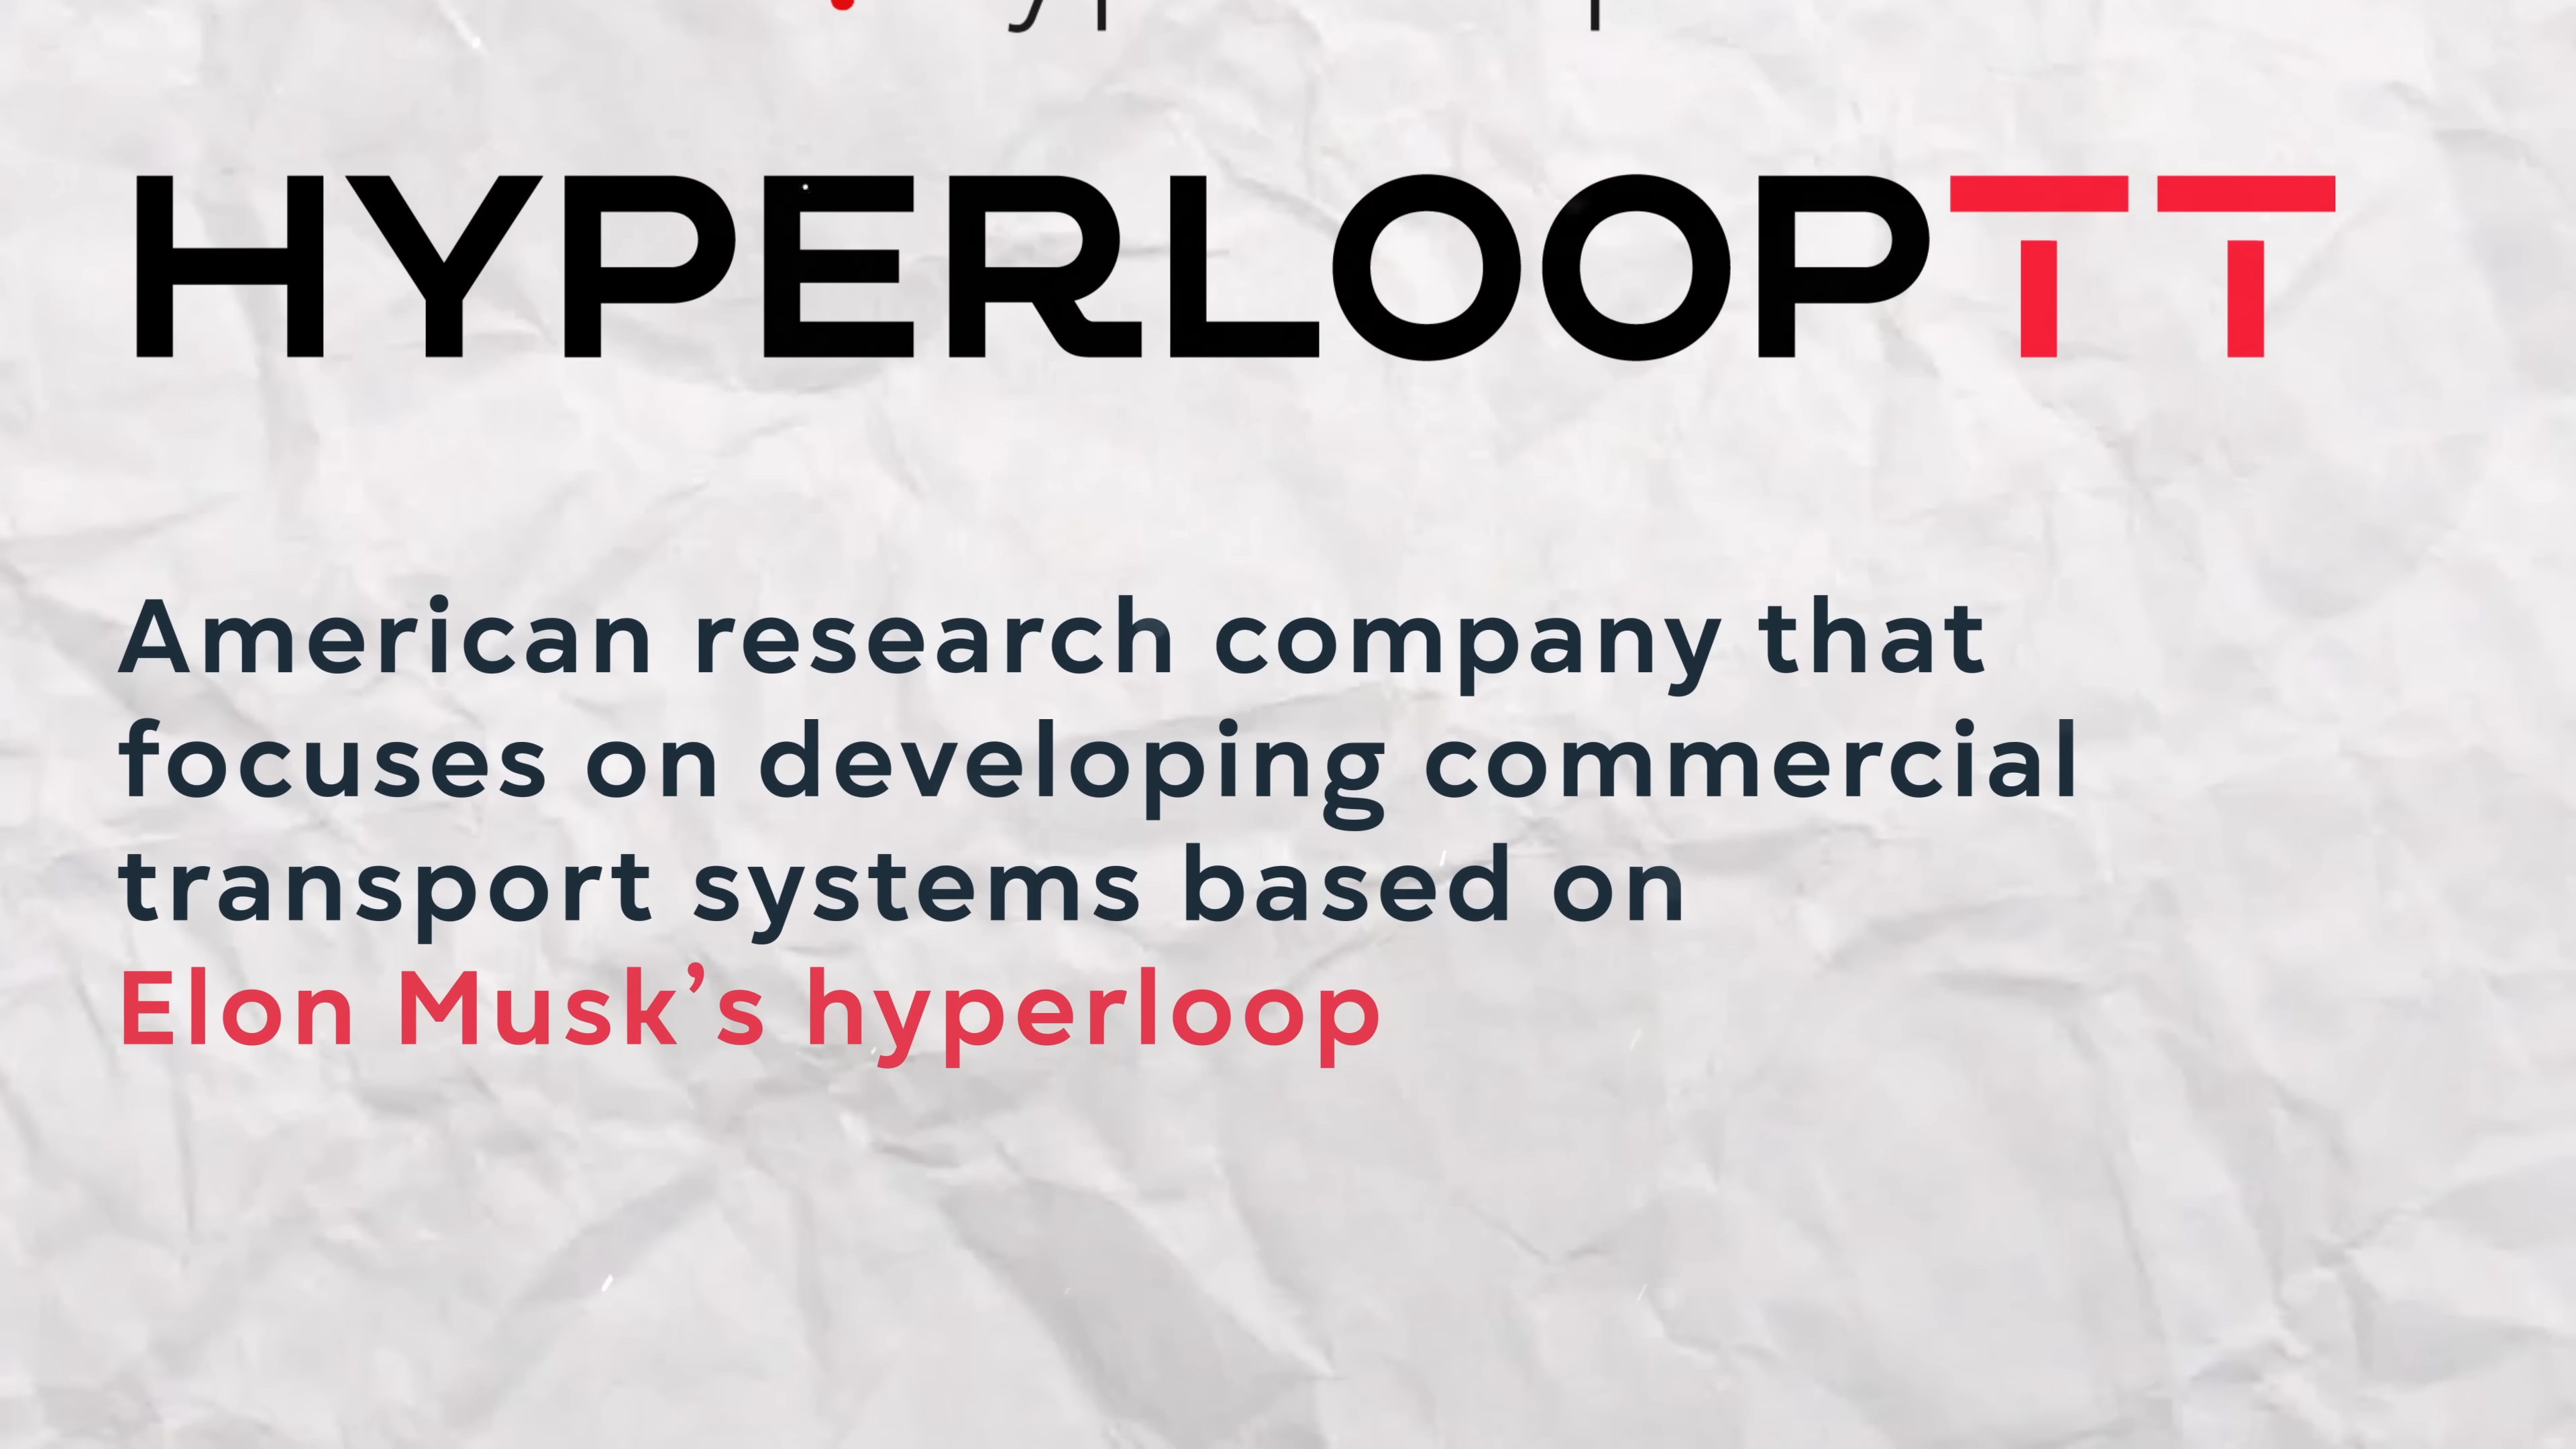 HYPERLOOPTT
American research company that
focuses on developing commercial
transport systems based on
Elon Musk’s hyperloop